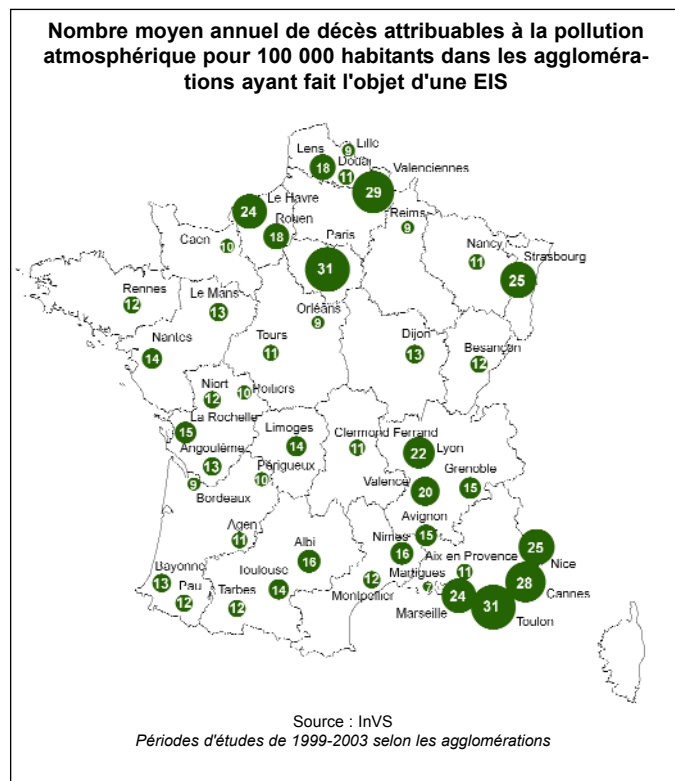 Nombre moyen annuel de décès attribuables à la pollution
atmosphérique pour 100 000 habitants dans les aggloméra-
tions ayant fait l'objet d'une EIS
Lille
9
Lens
18
Douai
11
Valenciennes
29
Le Havre
24
Rouen
18
Reims
9
Caen
10
Paris
31
Nancy
11
Strasbourg
25
Rennes
12
Le Mans
13
Orléans
9
Nantes
14
Tours
11
Dijon
13
Besançon
12
Niort
12
Poitiers
10
La Rochelle
15
Limoges
14
Clermond Ferrand
11
Lyon
22
Angoulême
13
Périgueux
10
Valence
20
Grenoble
15
9
Bordeaux
Avignon
15
Agen
11
Albi
16
Nimes
16
Aix en Provence
11
25
Nice
Bayonne
13
Pau
12
Tarbes
12
Toulouse
14
12
Montpellier
Martigues
7
Marseille
24
28
Cannes
31
Toulon
Source : InVS
Périodes d'études de 1999-2003 selon les agglomérations